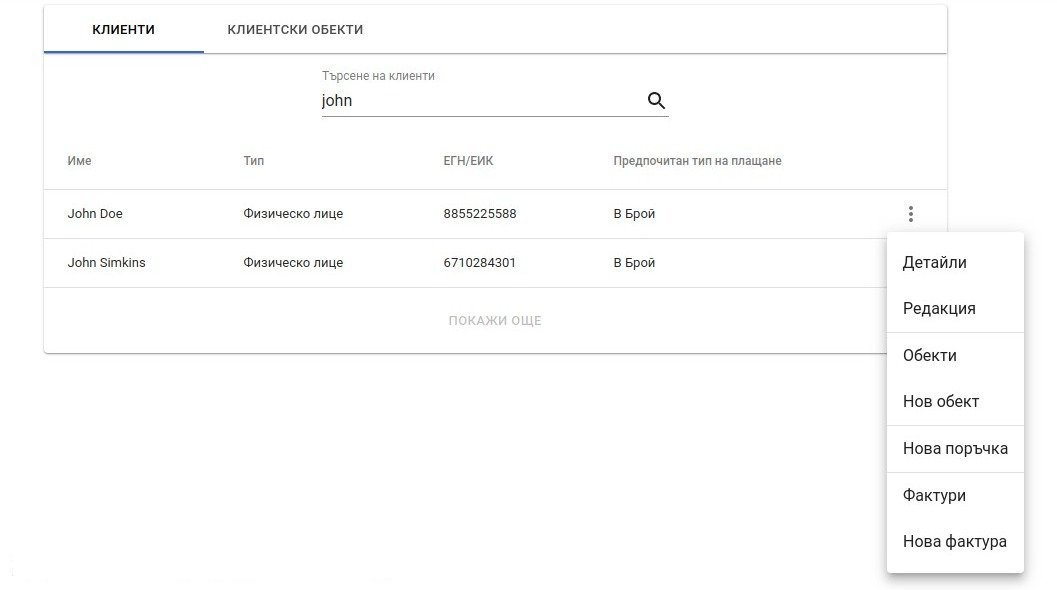 КЛИЕНТИ КЛИЕНТСКИ ОБЕКТИ
Търсене на клиенти
john
Име Тип ЕГН/ЕИК Предпочитан тип на плащане
John Doe Физическо лице 8855225588 В Брой
John Simkins Физическо лице 6710284301 В Брой
ПОКАЖИ ОЩЕ
Детайли
Редакция
Обекти
Нов обект
Нова поръчка
Фактури
Нова фактура